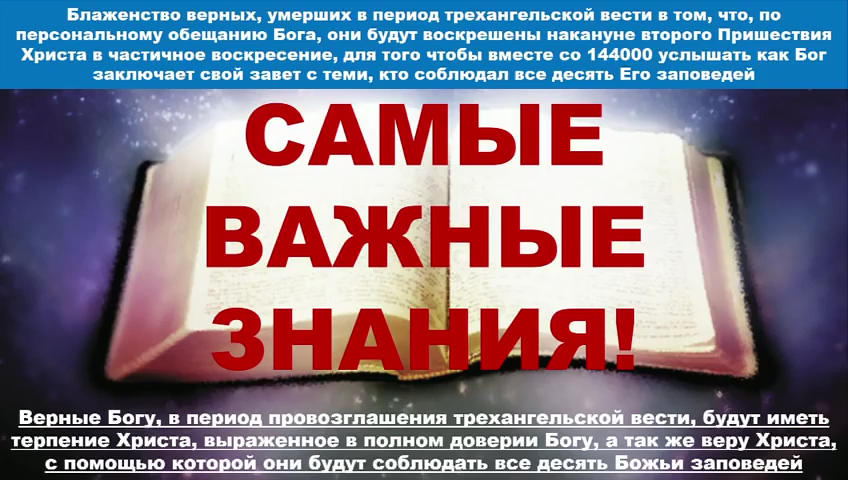 Блаженство верных, умерших в период трехангельской вести в том, что, по
персональному обещанию Бога, они будут воскрешены накануне второго Пришествия
Христа в частичное воскресение, для того чтобы вместе со 144000 услышать как Бог
заключает свой завет с теми, кто соблюдал все десять Его заповедей
САМЫЕ
ВАЖНЫЕ
ЗНАНИЯ!
Верные Богу, в период провозглашения трехангельской вести, будут иметь
терпение Христа, выраженное в полном доверии Богу, а так же веру Христа,
с помощью которой они будут соблюдать все десять Божьи заповедей